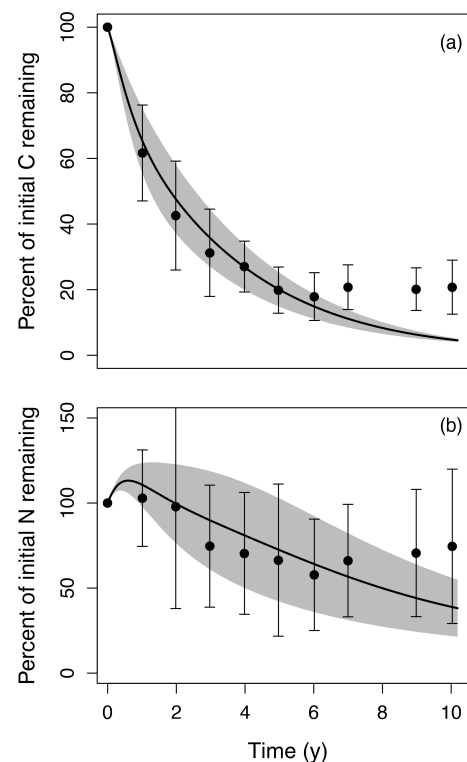 (a)
Percent of initial C remaining
100
80
60
40
20
0
(b)
Percent of initial N remaining
150
100
50
0
0 2 4 6 8 10
Time (y)